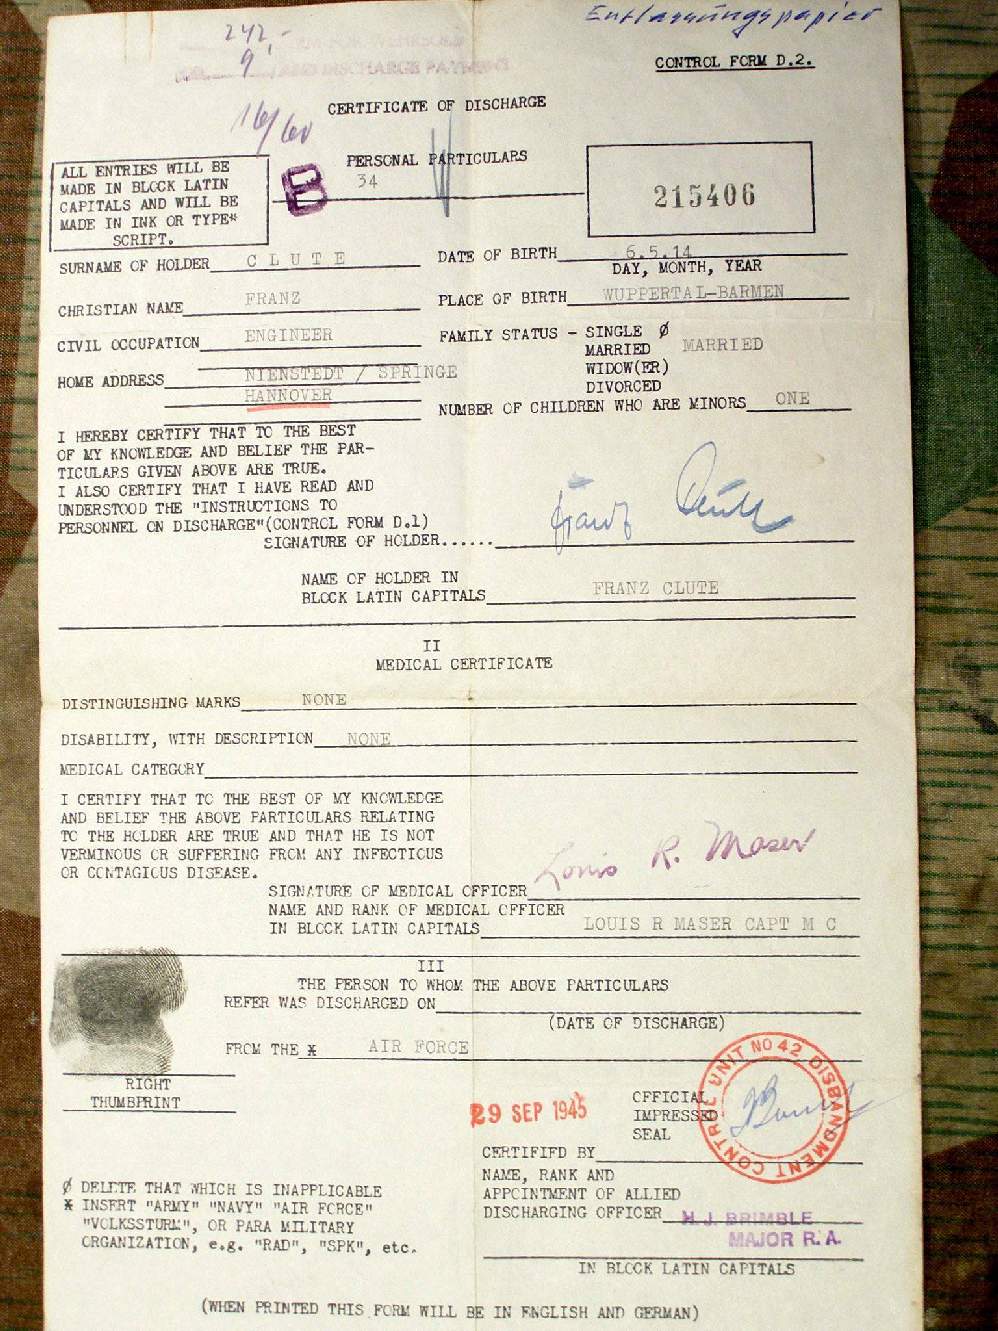 242,-
9,
Entlassungspapier
AND DISCHARGE PAYMENT
CONTROL FORM D.2.
16/60
CERTIFICATE OF DISCHARGE
PERSONAL PARTICULARS
34
B
ALL ENTRIES WILL BE
MADE IN BLOCK LATIN
CAPITALS AND WILL BE
MADE IN INK OR TYPE"
SCRIPT.
215406
SURNAME OF HOLDER C L U T E
DATE OF BIRTH 6.5.14
DAY, MONTH, YEAR
CHRISTIAN NAME FRANZ
PLACE OF BIRTH WUPPERTAL-BARMEN
CIVIL OCCUPATION ENGINEER
FAMILY STATUS - SINGLE ø
MARRIED MARRIED
WIDOW(ER)
DIVORCED
HOME ADDRESS NIENSTEDT / SPRINGE
HANNOVER
NUMBER OF CHILDREN WHO ARE MINORS ONE
I HEREBY CERTIFY THAT TO THE BEST
OF MY KNOWLEDGE AND BELIEF THE PAR-
TICULARS GIVEN ABOVE ARE TRUE.
I ALSO CERTIFY THAT I HAVE READ AND
UNDERSTOOD THE "INSTRUCTIONS TO
PERSONNEL ON DISCHARGE"(CONTROL FORM D.1)
SIGNATURE OF HOLDER...... Franz Clute
NAME OF HOLDER IN
BLOCK LATIN CAPITALS FRANZ CLUTE
II
MEDICAL CERTIFICATE
DISTINGUISHING MARKS NONE
DISABILITY, WITH DESCRIPTION NONE
MEDICAL CATEGORY
I CERTIFY THAT TO THE BEST OF MY KNOWLEDGE
AND BELIEF THE ABOVE PARTICULARS RELATING
TO THE HOLDER ARE TRUE AND THAT HE IS NOT
VERMINOUS OR SUFFERING FROM ANY INFECTIOUS
OR CONTAGIOUS DISEASE.
SIGNATURE OF MEDICAL OFFICER Louis R. Maser
NAME AND RANK OF MEDICAL OFFICER
IN BLOCK LATIN CAPITALS LOUIS R MASER CAPT M C
III
THE PERSON TO WHOM THE ABOVE PARTICULARS
REFER WAS DISCHARGED ON
(DATE OF DISCHARGE)
FROM THE * AIR FORCE
RIGHT
THUMBPRINT
29 SEP 1945
OFFICIAL
IMPRESSED
SEAL
CONTROL UNIT NO 42 DISBANDMENT CONTROL
CERTIFIED BY
NAME, RANK AND
APPOINTMENT OF ALLIED
DISCHARGING OFFICER H. J. BRIMBLE
MAJOR R.A.
IN BLOCK LATIN CAPITALS
ø DELETE THAT WHICH IS INAPPLICABLE
* INSERT "ARMY" "NAVY" "AIR FORCE"
"VOLKSSTURM", OR PARA MILITARY
ORGANIZATION, e.g. "RAD", "SPK", etc.
(WHEN PRINTED THIS FORM WILL BE IN ENGLISH AND GERMAN)